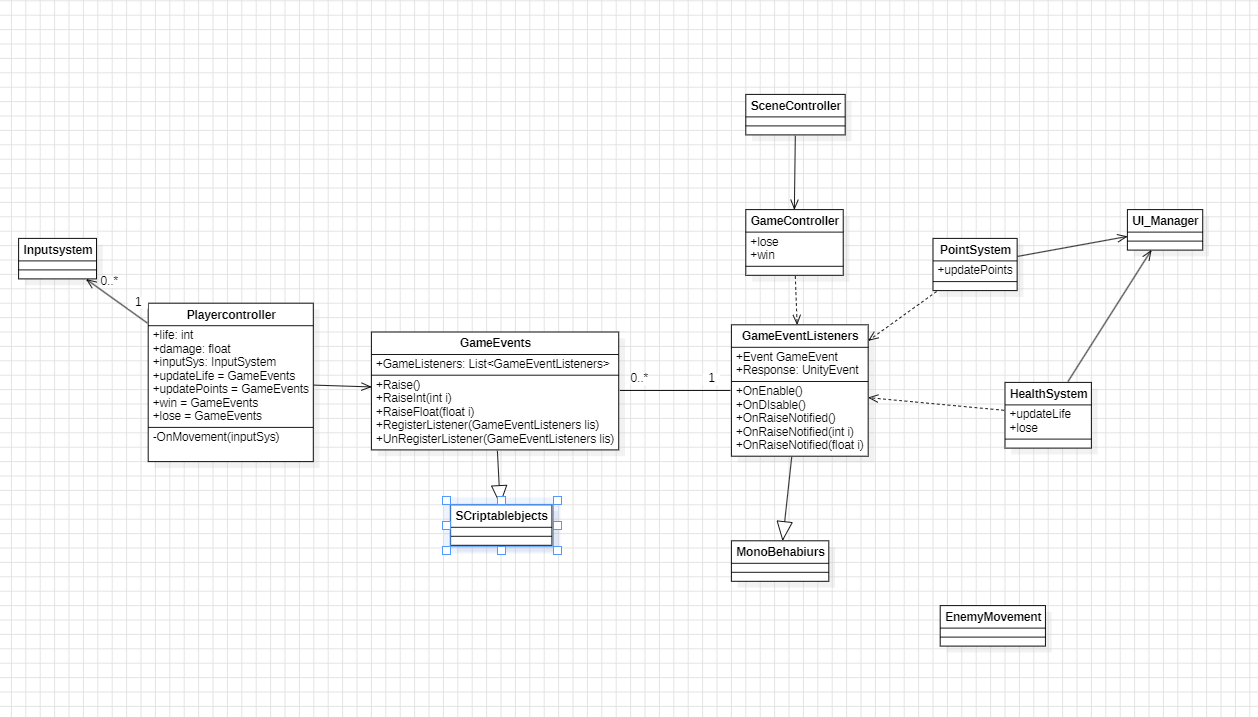 SceneController
GameController
+lose
+win
UI_Manager
PointSystem
+updatePoints
Inputsystem
0..*
1
Playercontroller
+life: int
+damage: float
+inputSys: InputSystem
+updateLife = GameEvents
+updatePoints = GameEvents
+win = GameEvents
+lose = GameEvents
-OnMovement(inputSys)
GameEvents
+GameListeners: List<GameEventListeners>
+Raise()
+RaiseInt(int i)
+RaiseFloat(float i)
+RegisterListener(GameEventListeners lis)
+UnRegisterListener(GameEventListeners lis)
0..*
1
GameEventListeners
+Event GameEvent
+Response: UnityEvent
+OnEnable()
+OnDIsable()
+OnRaiseNotified()
+OnRaiseNotified(int i)
+OnRaiseNotified(float i)
HealthSystem
+updateLife
+lose
SCriptablebjects
MonoBehabiurs
EnemyMovement